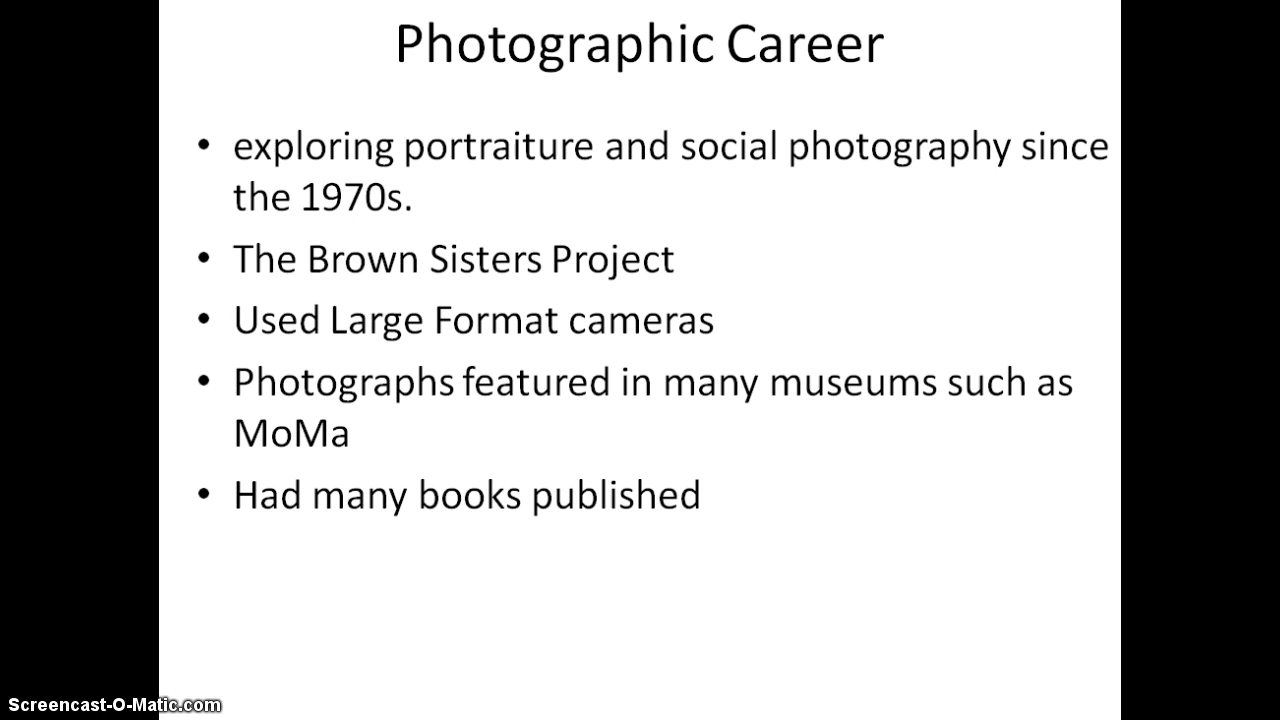 Photographic Career
• exploring portraiture and social photography since
the 1970s.
• The Brown Sisters Project
• Used Large Format cameras
• Photographs featured in many museums such as
MoMa
• Had many books published
Screencast-O-Matic.com